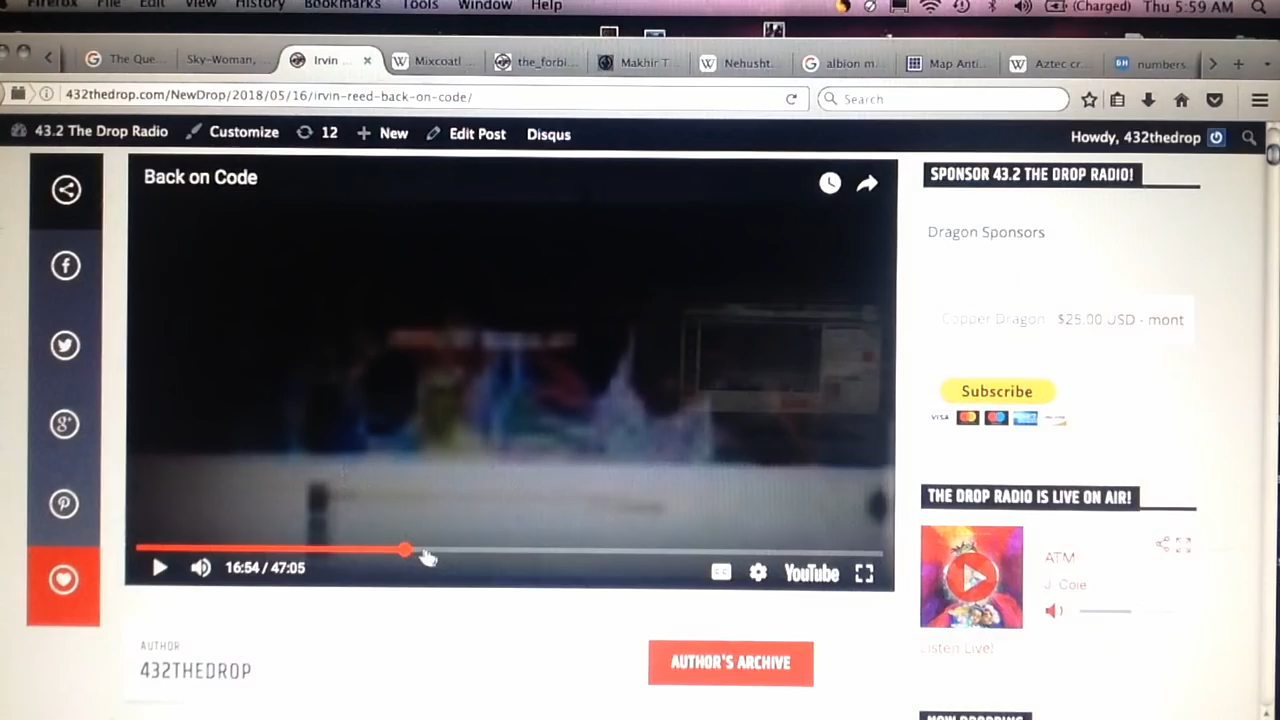 Firefox File Edit View History Bookmarks Tools Window Help (Charged) Thu 5:59 AM
The Que... Sky-Woman, Irvin ... Mixcoatl the_forbi... Makhir T... Nehusht... albion m... Map Anti... Aztec cr... numbers.
432thedrop.com/NewDrop/2018/05/16/irvin-reed-back-on-code/ Search
43.2 The Drop Radio Customize 12 New Edit Post Disqus Howdy, 432thedrop
Back on Code
SPONSOR 43.2 THE DROP RADIO!
Dragon Sponsors
Copper Dragon $25.00 USD - mont
Subscribe
VISA
THE DROP RADIO IS LIVE ON AIR!
ATM
J. Cole
Listen Live!
16:54 / 47:05 CC YouTube
AUTHOR
432THEDROP
AUTHOR'S ARCHIVE
NOW DROPPING